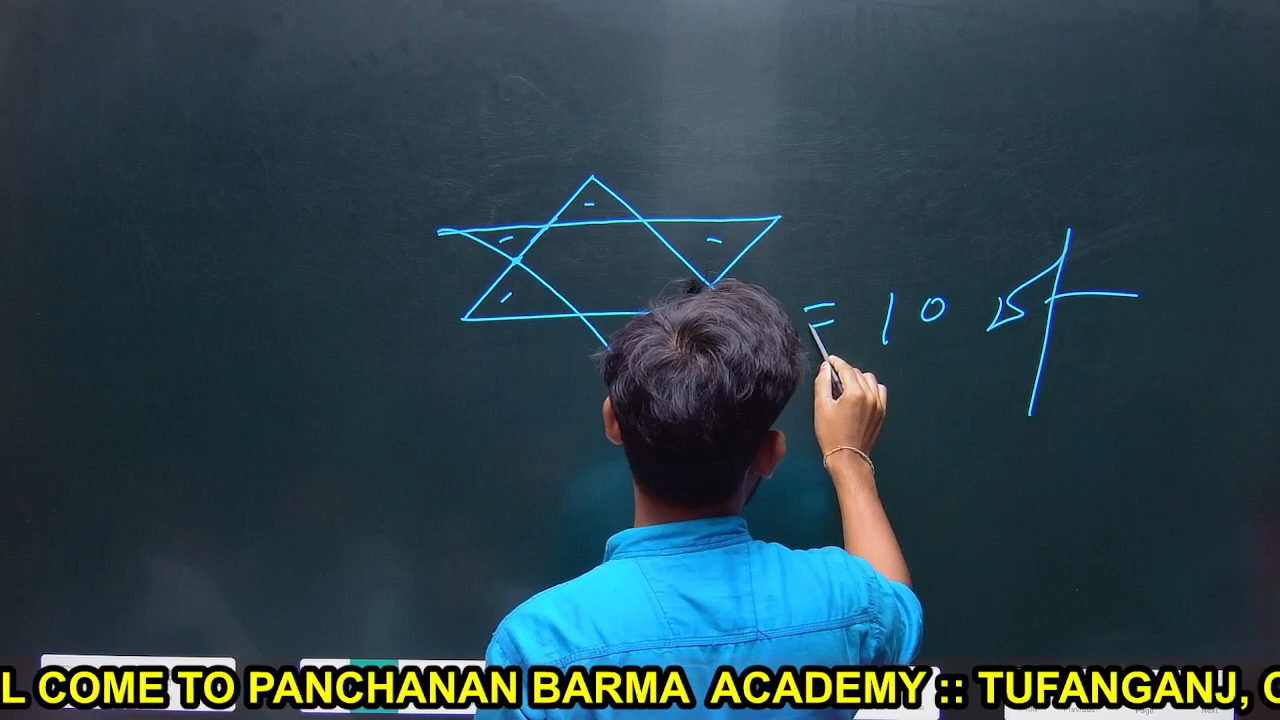 = 10 টি
L COME TO PANCHANAN BARMA ACADEMY :: TUFANGANJ, C